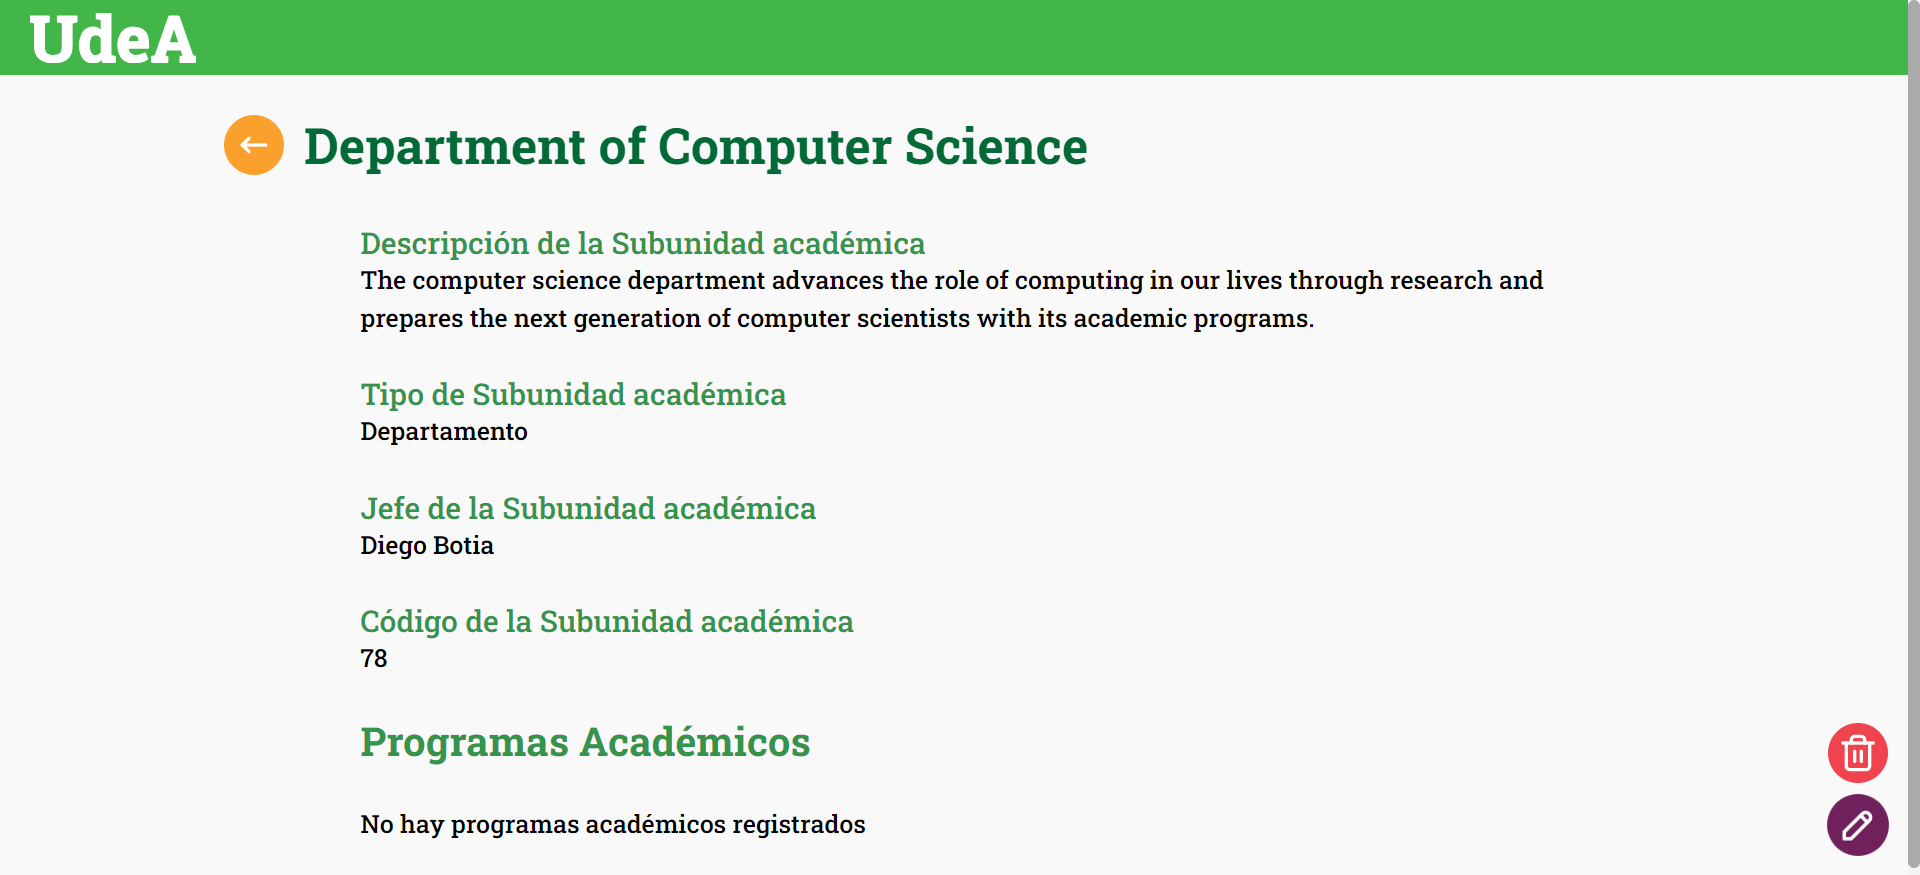 UdeA
Department of Computer Science
Descripción de la Subunidad académica
The computer science department advances the role of computing in our lives through research and
prepares the next generation of computer scientists with its academic programs.
Tipo de Subunidad académica
Departamento
Jefe de la Subunidad académica
Diego Botia
Código de la Subunidad académica
78
Programas Académicos
No hay programas académicos registrados